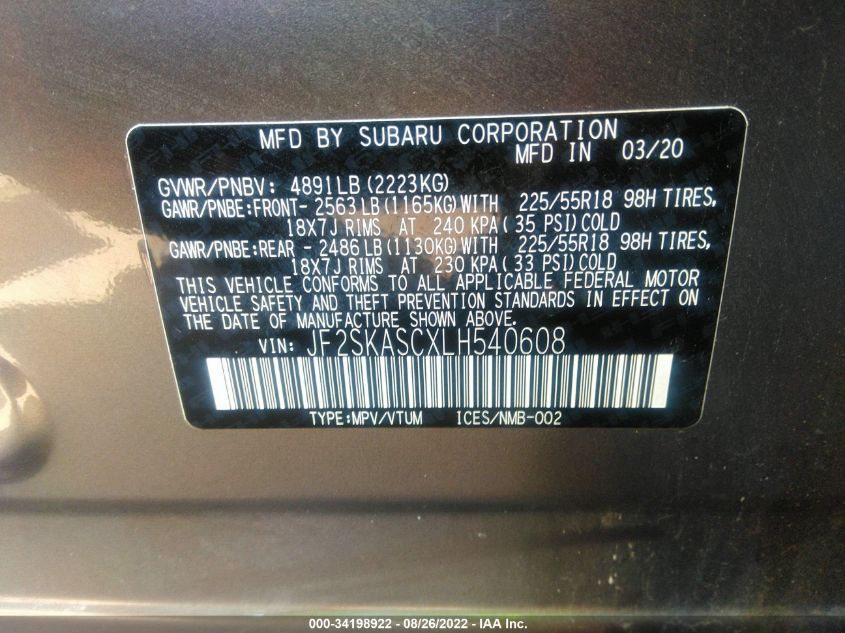 MFD BY SUBARU CORPORATION
MFD IN 03/20
GVWR/PNBV: 4891LB (2223KG)
GAWR/PNBE:FRONT- 2563 LB (1165KG) WITH 225/55R18 98H TIRES,
18X7J RIMS AT 240 KPA ( 35 PSI) COLD
GAWR/PNBE:REAR - 2486 LB (1130KG) WITH 225/55R18 98H TIRES,
18X7J RIMS AT 230 KPA ( 33 PSI) COLD
THIS VEHICLE CONFORMS TO ALL APPLICABLE FEDERAL MOTOR
VEHICLE SAFETY AND THEFT PREVENTION STANDARDS IN EFFECT ON
THE DATE OF MANUFACTURE SHOWN ABOVE.
VIN: JF2SKASCXLH540608
TYPE:MPV/VTUM ICES/NMB-002
000-34198922 - 08/26/2022 - IAA Inc.